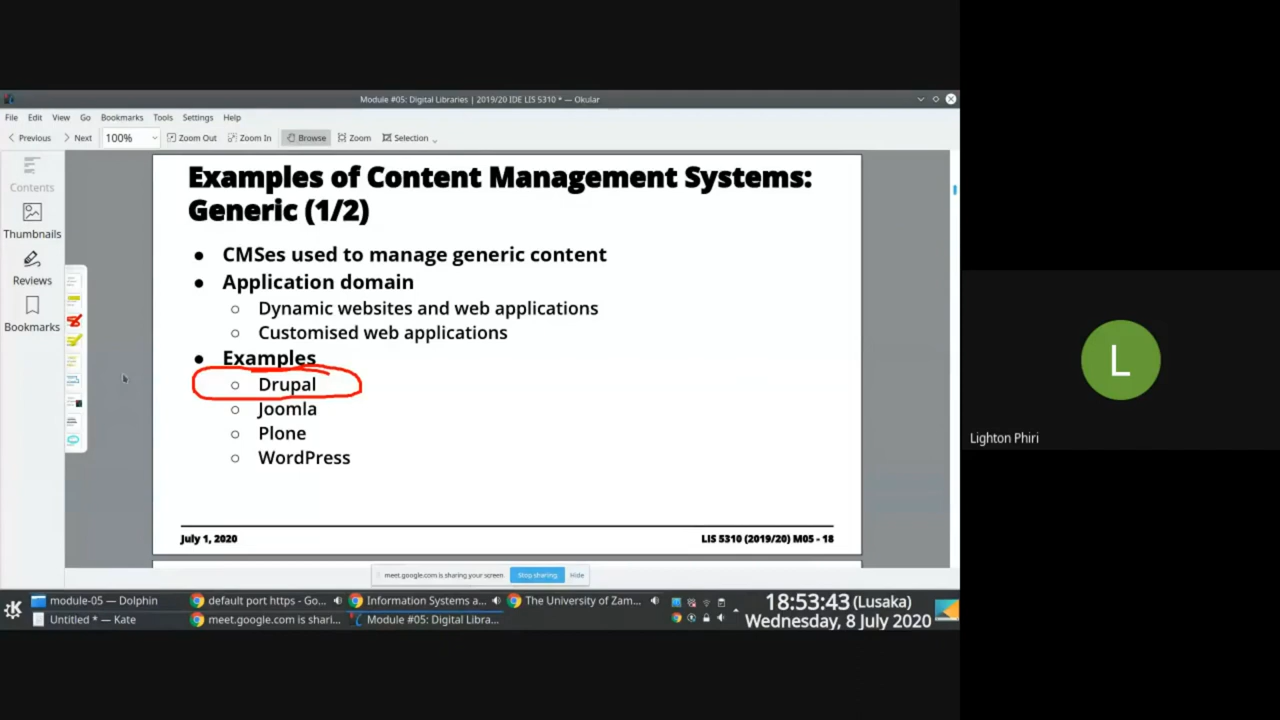 Module #05: Digital Libraries | 2019/20 IDE LIS 5310 * — Okular
File Edit View Go Bookmarks Tools Settings Help
Previous Next 100% Zoom Out Zoom In Browse Zoom Selection
Contents
Thumbnails
Reviews
Bookmarks
Examples of Content Management Systems:
Generic (1/2)
● CMSes used to manage generic content
● Application domain
○ Dynamic websites and web applications
○ Customised web applications
● Examples
○ Drupal
○ Joomla
○ Plone
○ WordPress
July 1, 2020 LIS 5310 (2019/20) M05 - 18
meet.google.com is sharing your screen. Stop sharing Hide
module-05 — Dolphin default port https - Go... Information Systems a... The University of Zam...
Untitled * — Kate meet.google.com is shari... Module #05: Digital Libra...
18:53:43 (Lusaka)
Wednesday, 8 July 2020
L
Lighton Phiri